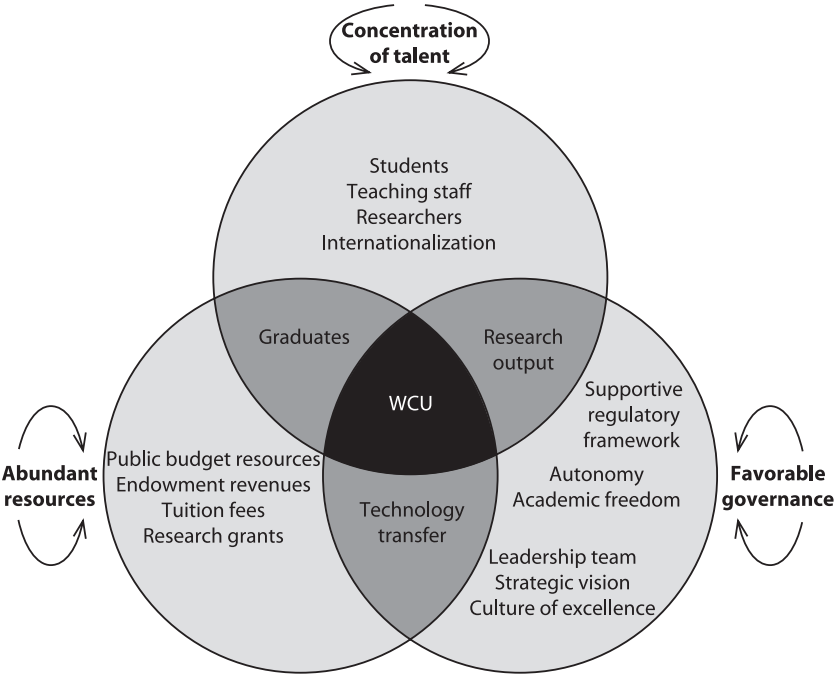 Concentration
of talent
Students
Teaching staff
Researchers
Internationalization
Graduates
Research
output
WCU
Supportive
regulatory
framework
Abundant
resources
Public budget resources
Endowment revenues
Tuition fees
Research grants
Technology
transfer
Autonomy
Academic freedom
Favorable
governance
Leadership team
Strategic vision
Culture of excellence